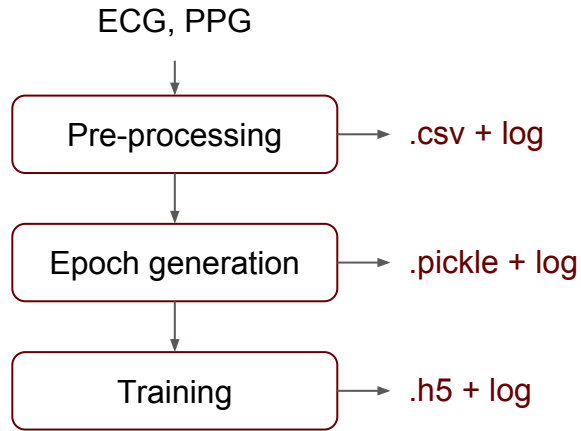 ECG, PPG
Pre-processing
.csv + log
Epoch generation
.pickle + log
Training
.h5 + log